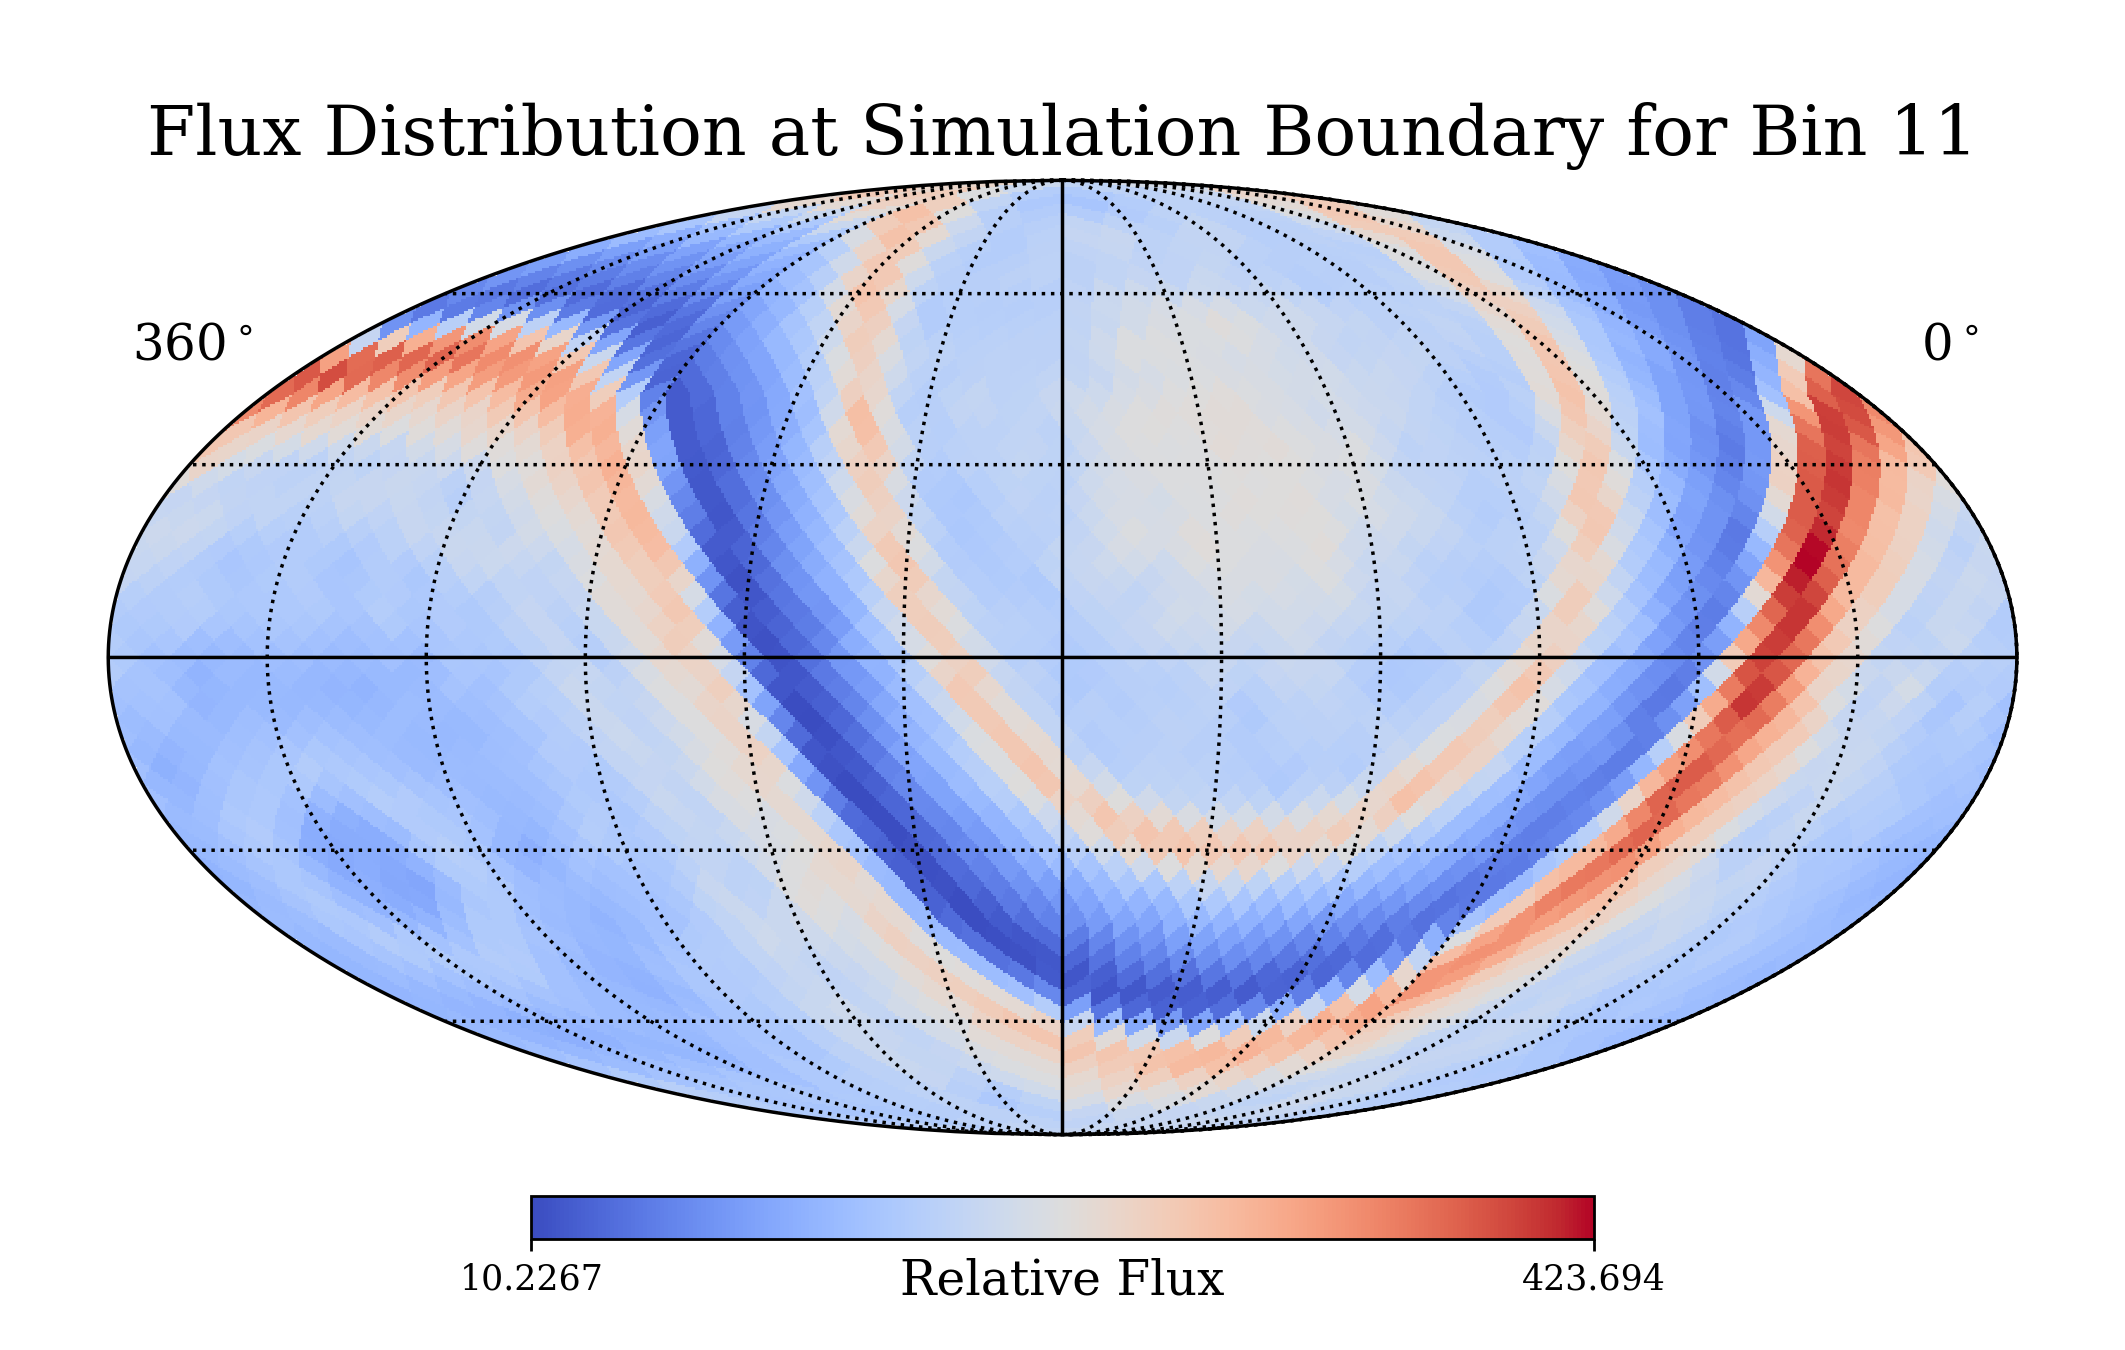 Flux Distribution at Simulation Boundary for Bin 11
360° 0°
10.2267 Relative Flux 423.694